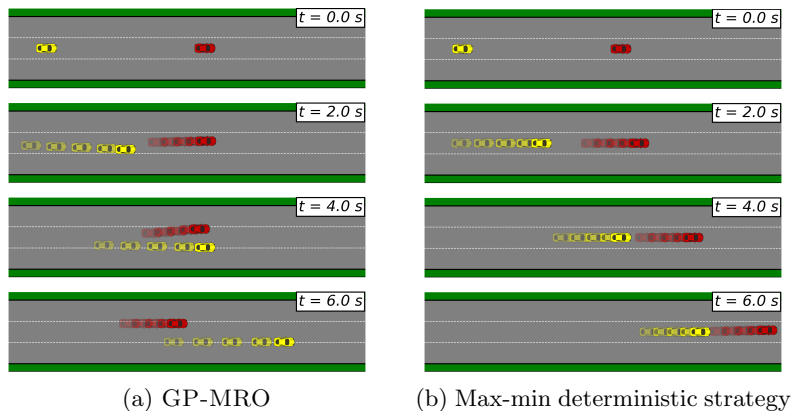 t = 0.0 s
t = 0.0 s
t = 2.0 s
t = 2.0 s
t = 4.0 s
t = 4.0 s
t = 6.0 s
t = 6.0 s
(a) GP-MRO
(b) Max-min deterministic strategy